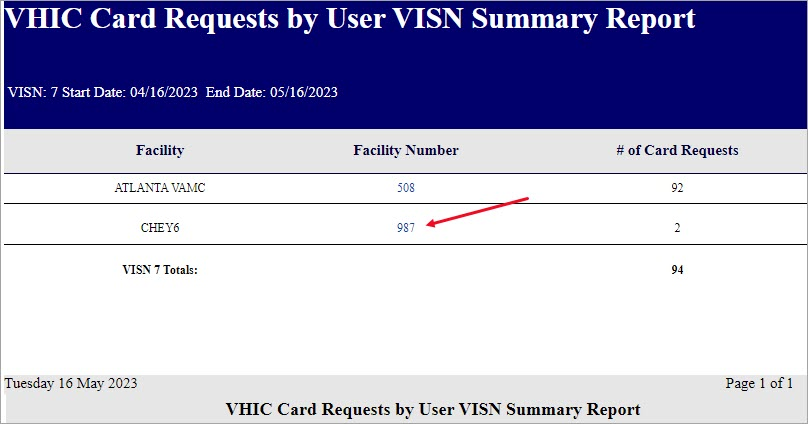 VHIC Card Requests by User VISN Summary Report
VISN: 7 Start Date: 04/16/2023 End Date: 05/16/2023
Facility Facility Number # of Card Requests
ATLANTA VAMC 508 92
CHEY6 987 2
VISN 7 Totals: 94
Tuesday 16 May 2023 Page 1 of 1
VHIC Card Requests by User VISN Summary Report